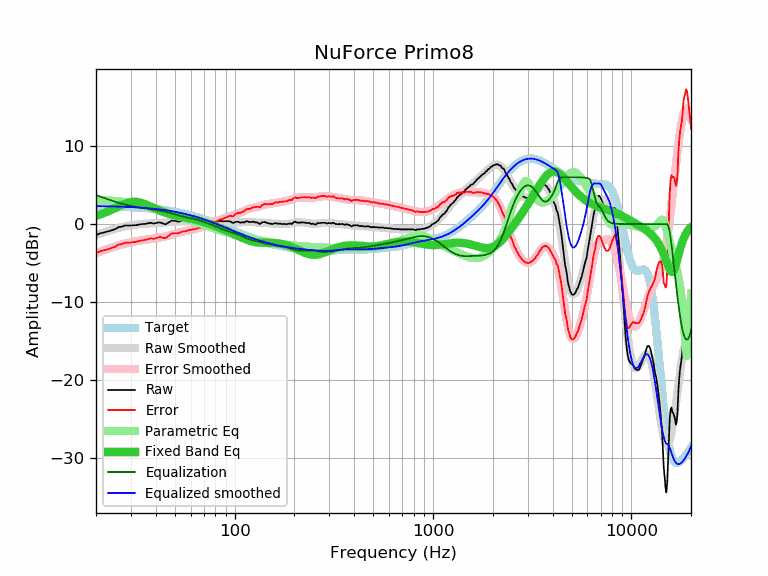 NuForce Primo8
Amplitude (dBr)
10
0
−10
−20
−30
Target
Raw Smoothed
Error Smoothed
Raw
Error
Parametric Eq
Fixed Band Eq
Equalization
Equalized smoothed
100
1000
10000
Frequency (Hz)